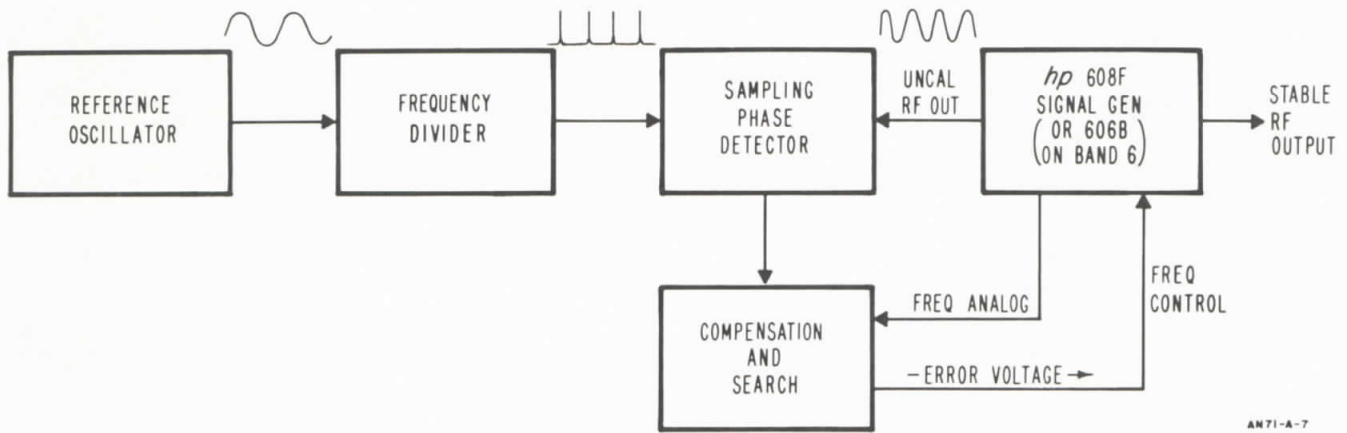 REFERENCE
OSCILLATOR
FREQUENCY
DIVIDER
SAMPLING
PHASE
DETECTOR
UNCAL
RF OUT
hp 608F
SIGNAL GEN
(OR 606B
ON BAND 6)
STABLE
RF
OUTPUT
COMPENSATION
AND
SEARCH
FREQ ANALOG
FREQ
CONTROL
–ERROR VOLTAGE→
AN71-A-7